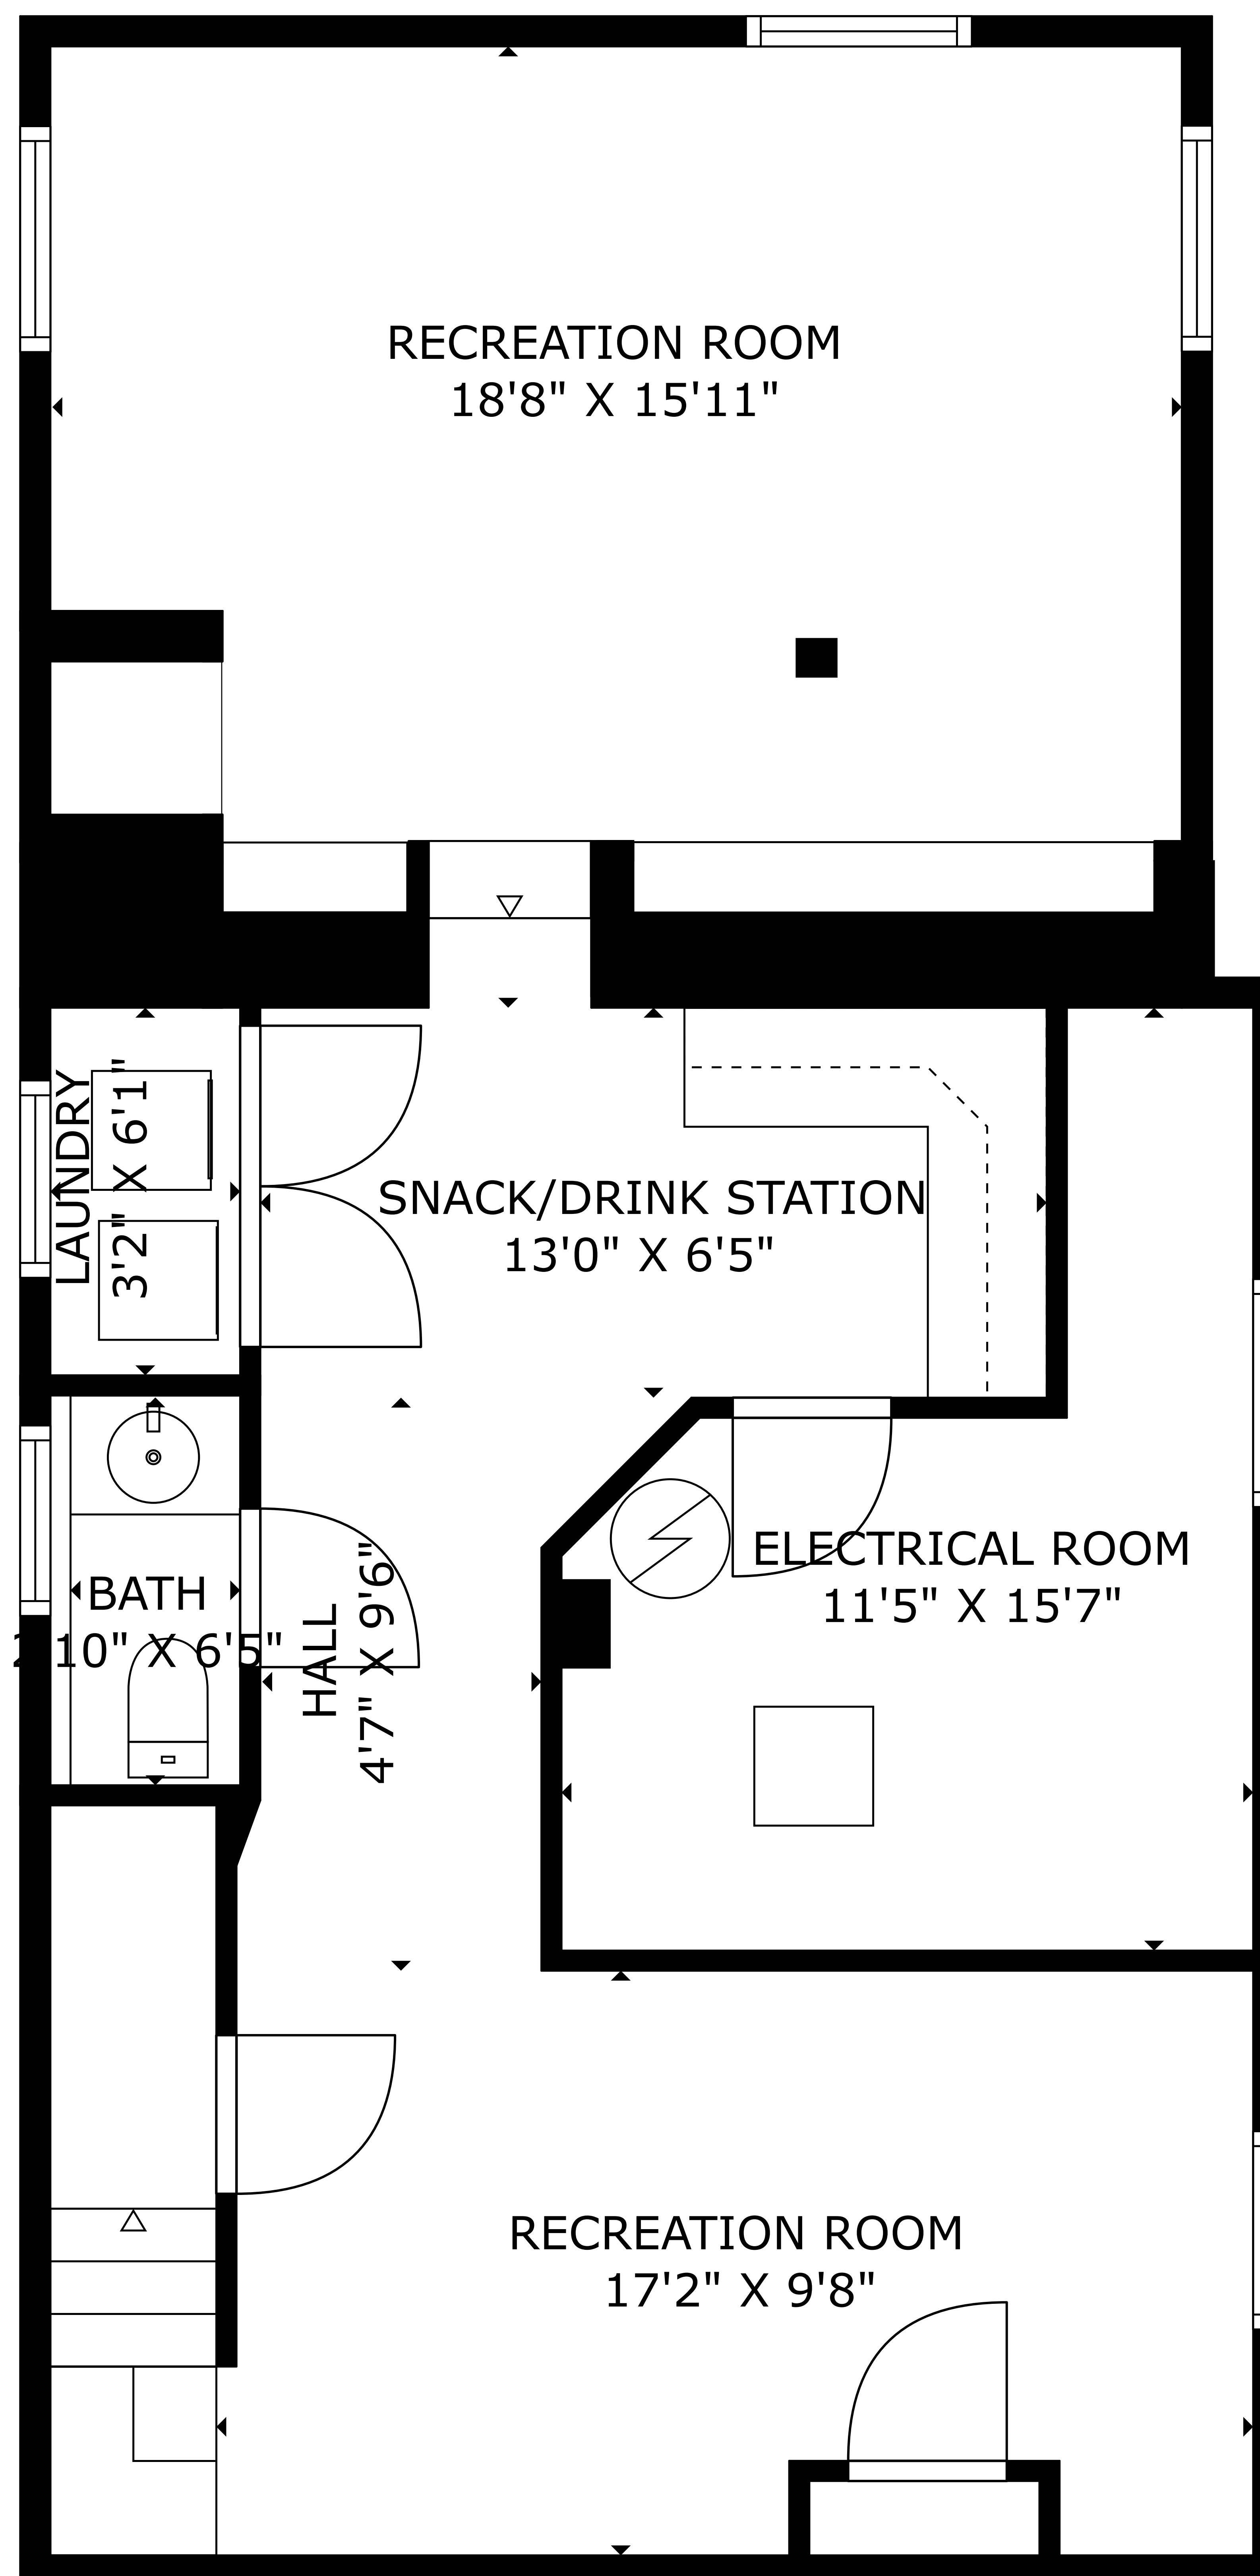 RECREATION ROOM
18'8" X 15'11"
LAUNDRY
3'2" X 6'1"
SNACK/DRINK STATION
13'0" X 6'5"
ELECTRICAL ROOM
11'5" X 15'7"
BATH
10" X 6'5"
HALL
4'7" X 9'6"
RECREATION ROOM
17'2" X 9'8"